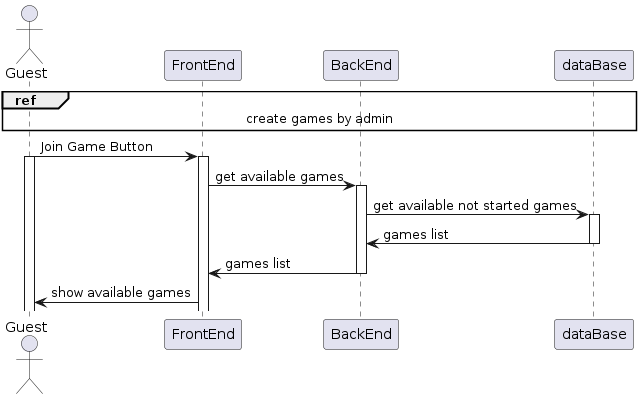 Guest
FrontEnd
BackEnd
dataBase
ref
create games by admin
Join Game Button
get available games
get available not started games
games list
games list
show available games
Guest
FrontEnd
BackEnd
dataBase